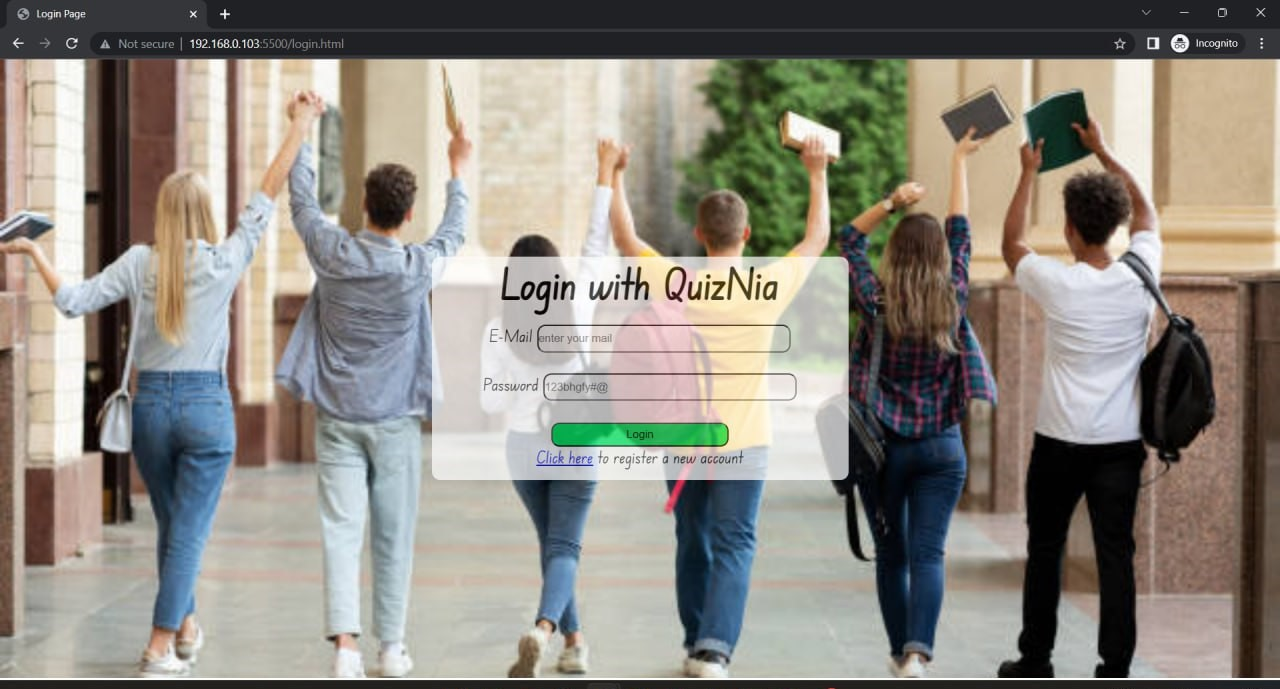 Login Page
Not secure | 192.168.0.103:5500/login.html
Incognito
Login with QuizNia
E-Mail enter your mail
Password 123bhgfy#@
Login
Click here to register a new account